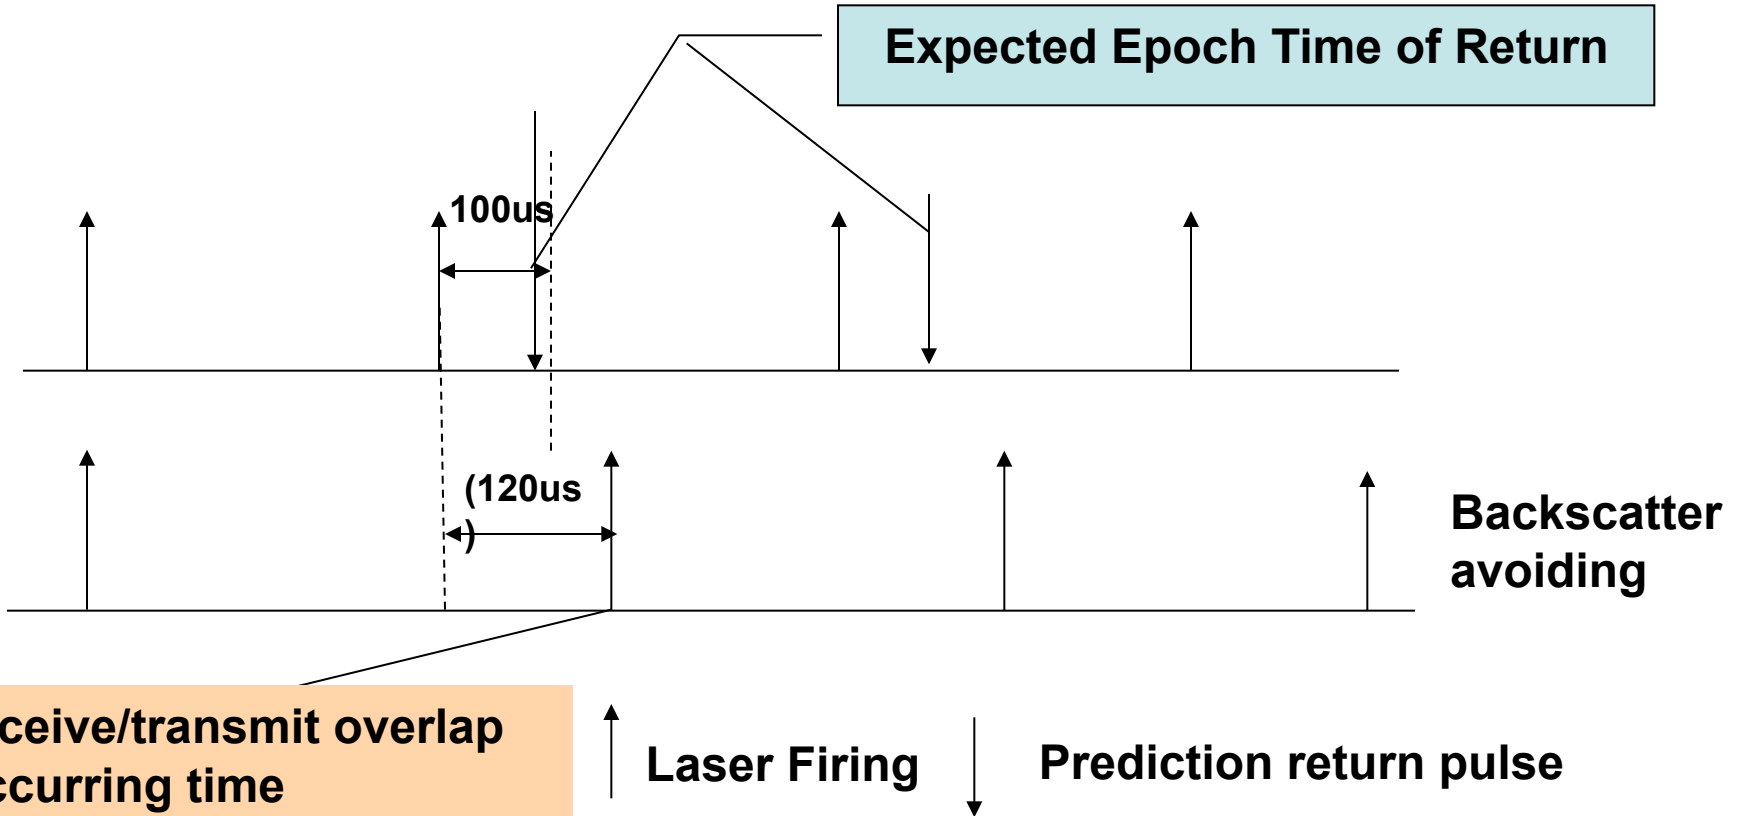 Expected Epoch Time of Return
100us
(120us
)
Backscatter
avoiding
ceive/transmit overlap
ccurring time
Laser Firing
Prediction return pulse